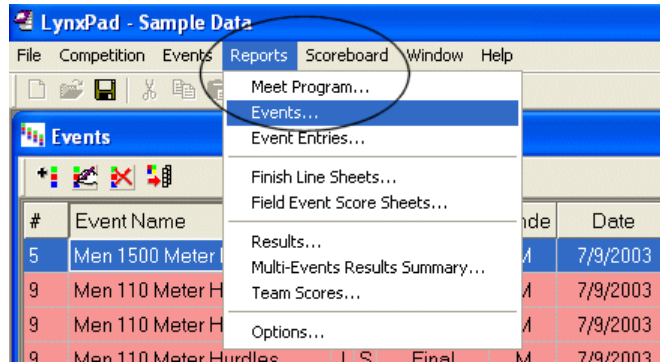 LynxPad - Sample Data
File Competition Events Reports Scoreboard Window Help
Meet Program...
Events...
Event Entries...
Finish Line Sheets...
Field Event Score Sheets...
Results...
Multi-Events Results Summary...
Team Scores...
Options...
Events
# Event Name nde Date
5 Men 1500 Meter M 7/9/2003
9 Men 110 Meter H M 7/9/2003
9 Men 110 Meter H M 7/9/2003
9 Men 110 Meter Hurdles 1 S Final M 7/9/2003